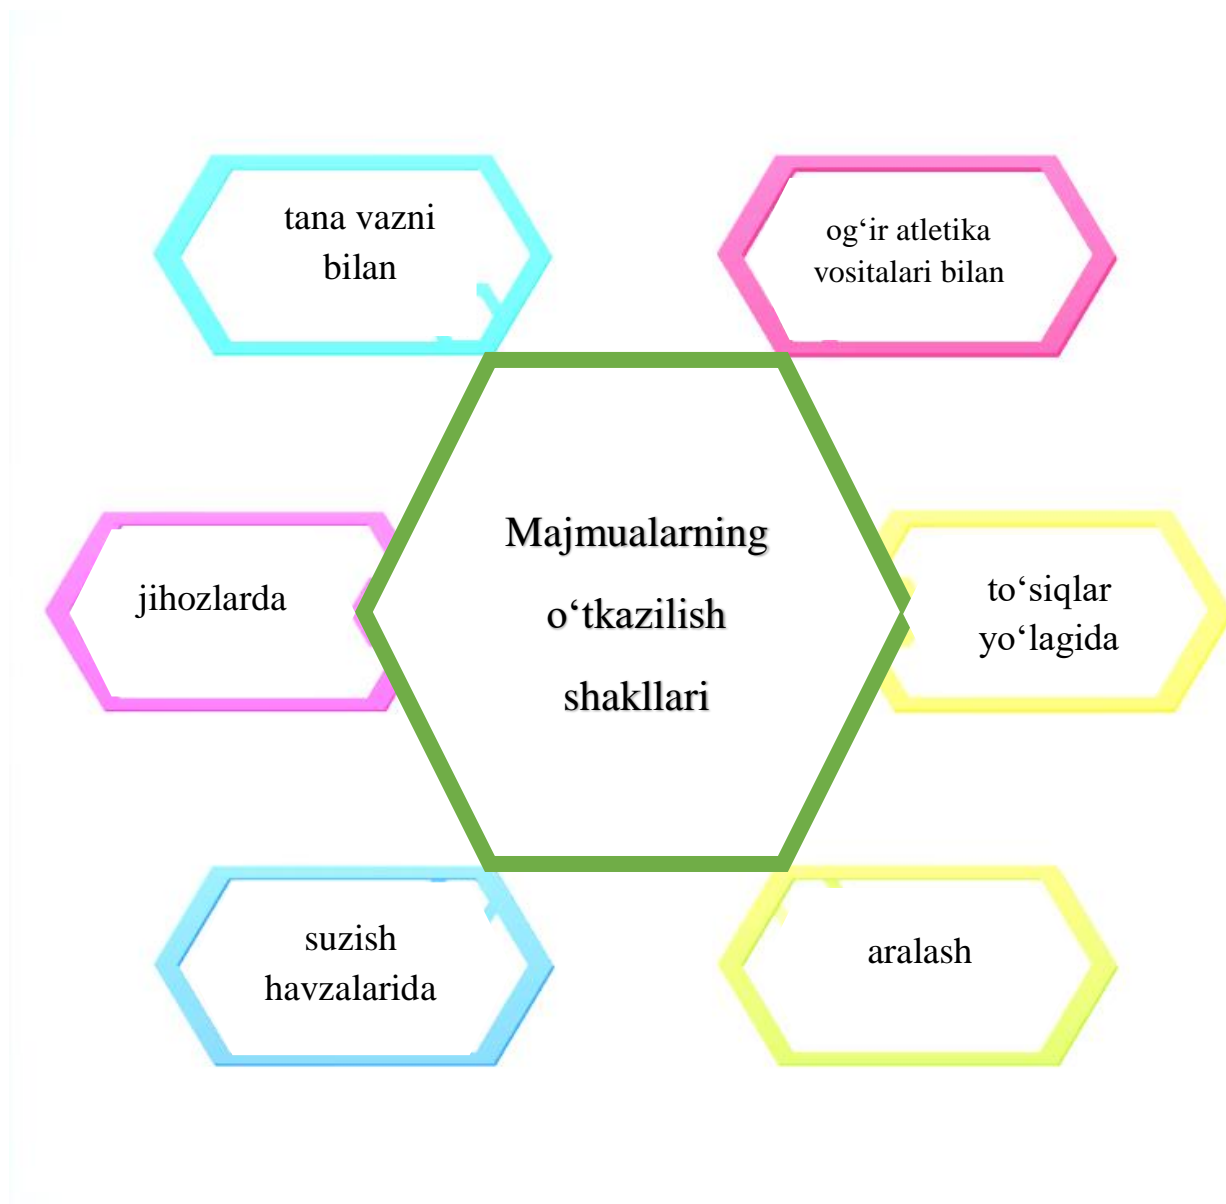 tana vazni
bilan
og‘ir atletika
vositalari bilan
jihozlarda
Majmualarning
o‘tkazilish
shakllari
to‘siqlar
yo‘lagida
suzish
havzalarida
aralash